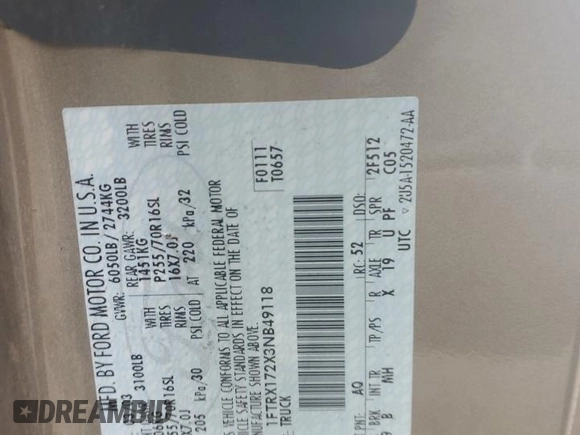 MFD. BY FORD MOTOR CO. IN U.S.A.
GVWR: 6050LB/ 2744KG
3100LB
REAR GAWR: 3200LB
1451KG WITH
P255/70R16SL TIRES
16X7.0J RIMS
AT 220 kPa/32 PSI COLD
WITH
TIRES
RIMS
205 kPa/30 PSI COLD
VEHICLE CONFORMS TO ALL APPLICABLE FEDERAL MOTOR
SAFETY STANDARDS IN EFFECT ON THE DATE OF
MANUFACTURE SHOWN ABOVE.
1FTRX172X3NB49118
TRUCK
F0111
T0657
PNT: AQ RC: 52 DSO:
BRK INT TR TP/PS R AXLE TR SPR 2F512
B MH X 19 U PF C05
UTC 2U5A-1520472-AA
DREAMBI